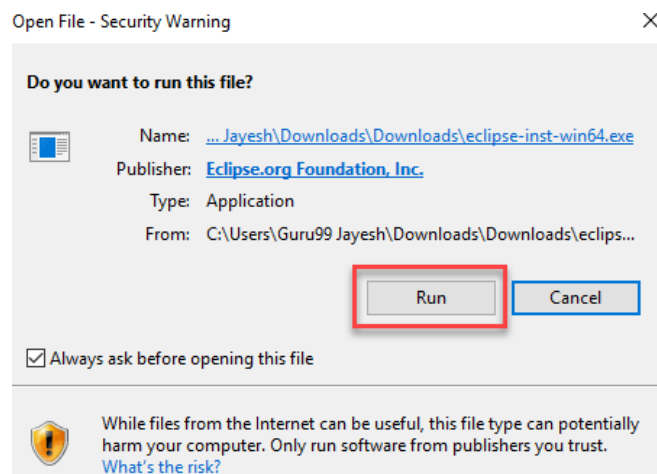 Open File - Security Warning
Do you want to run this file?
Name: ... Jayesh\Downloads\Downloads\eclipse-inst-win64.exe
Publisher: Eclipse.org Foundation, Inc.
Type: Application
From: C:\Users\Guru99 Jayesh\Downloads\Downloads\eclips...
Run Cancel
Always ask before opening this file
While files from the Internet can be useful, this file type can potentially
harm your computer. Only run software from publishers you trust.
What's the risk?